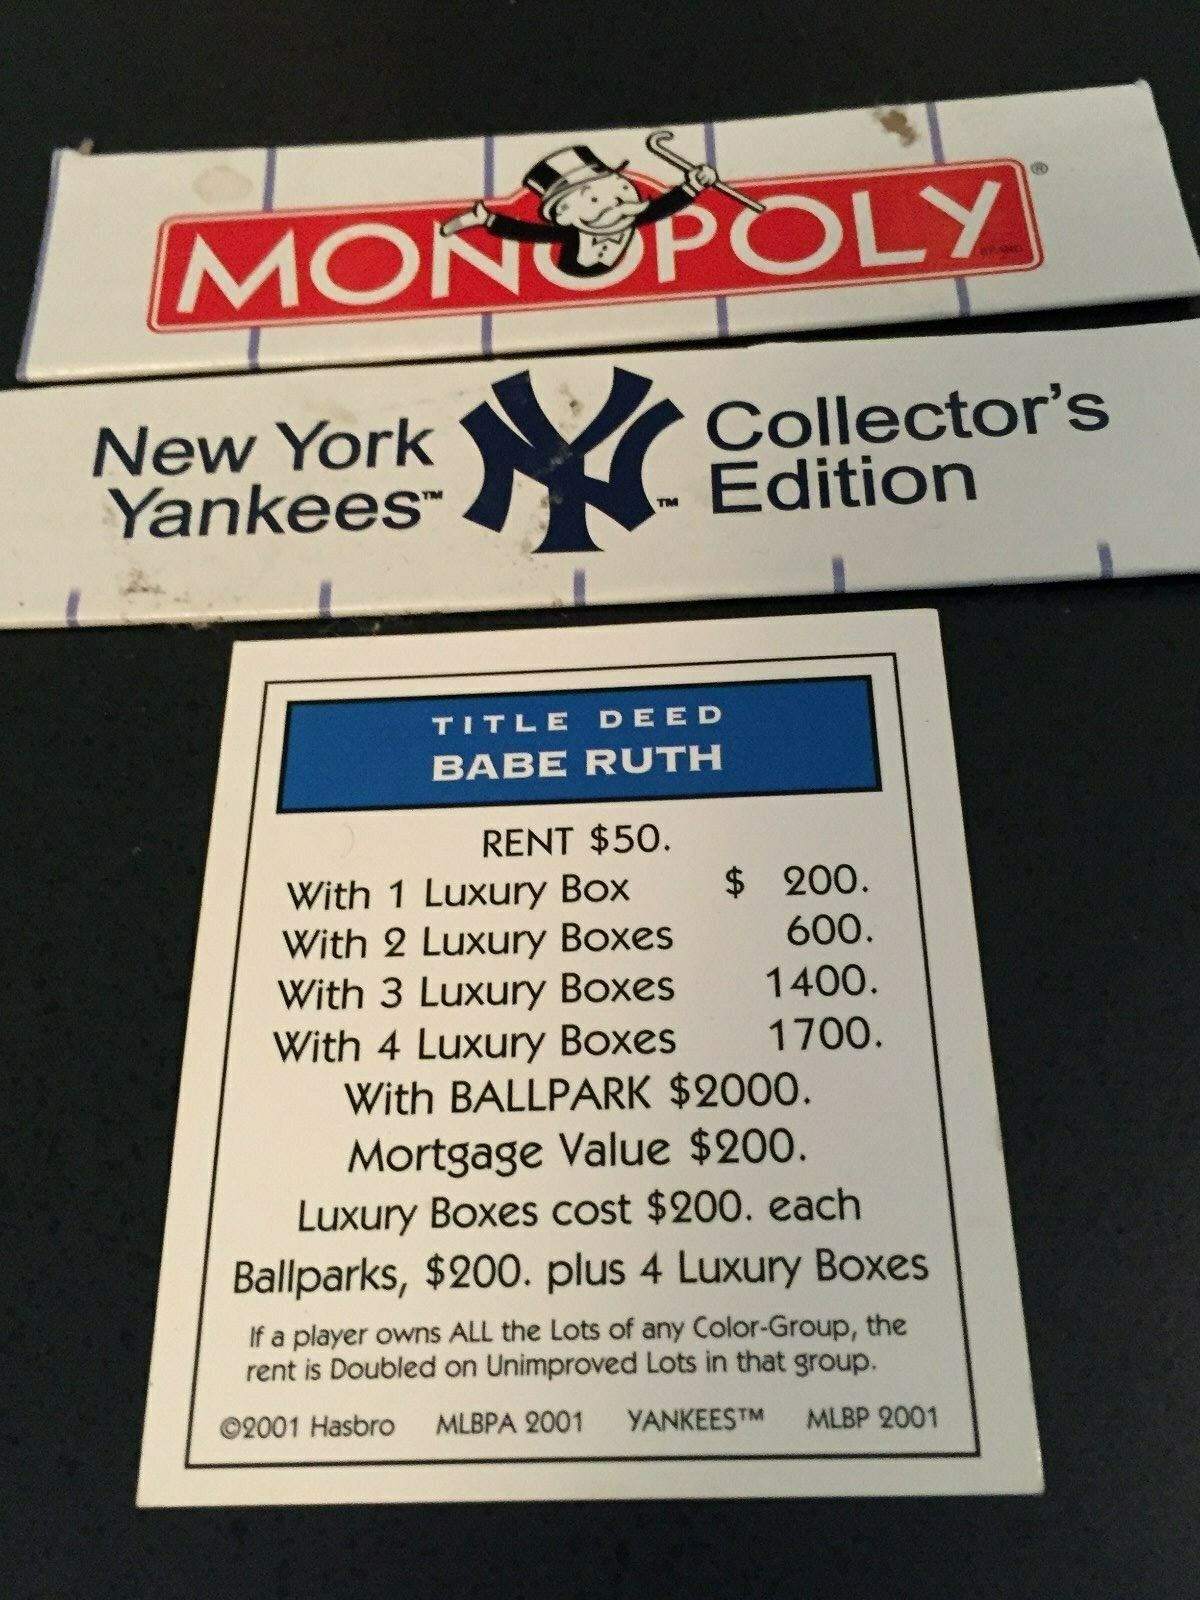 MONOPOLY®
BRAND
New York
Yankees™
NY™
Collector's
Edition
TITLE DEED
BABE RUTH
RENT $50.
With 1 Luxury Box $ 200.
With 2 Luxury Boxes 600.
With 3 Luxury Boxes 1400.
With 4 Luxury Boxes 1700.
With BALLPARK $2000.
Mortgage Value $200.
Luxury Boxes cost $200. each
Ballparks, $200. plus 4 Luxury Boxes
If a player owns ALL the Lots of any Color-Group, the
rent is Doubled on Unimproved Lots in that group.
©2001 Hasbro MLBPA 2001 YANKEES™ MLBP 2001